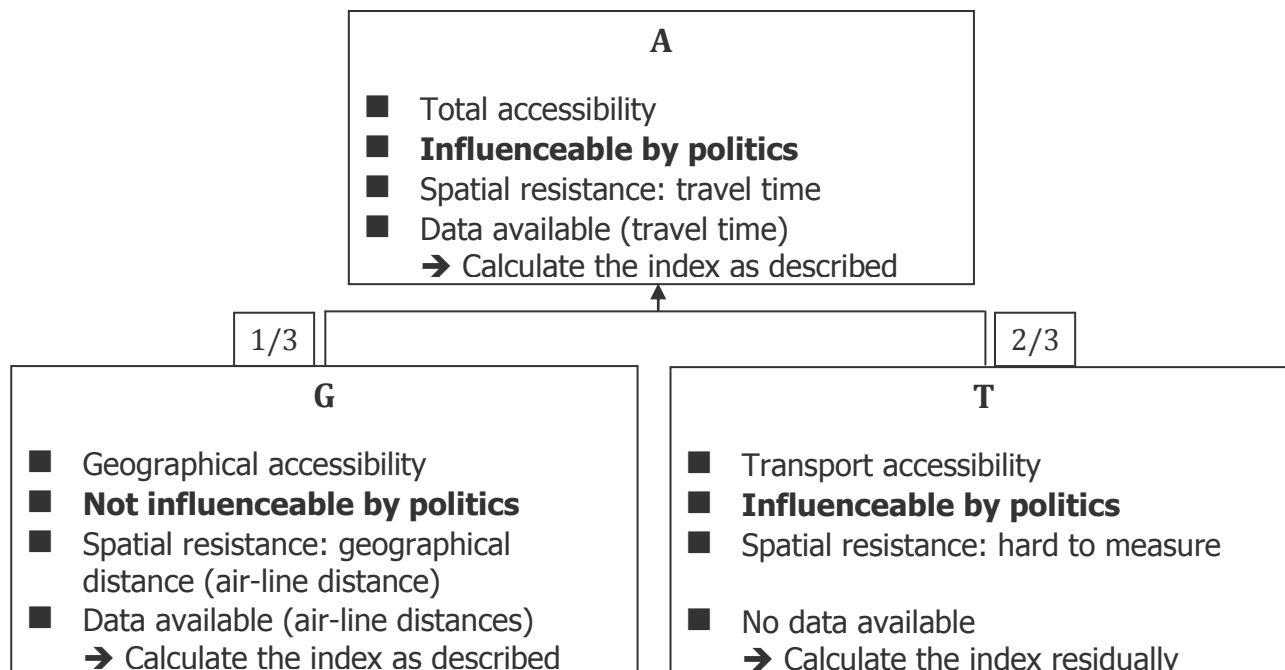 A
■ Total accessibility
■ Influenceable by politics
■ Spatial resistance: travel time
■ Data available (travel time)
➔ Calculate the index as described
1/3
2/3
G
■ Geographical accessibility
■ Not influenceable by politics
■ Spatial resistance: geographical
distance (air-line distance)
■ Data available (air-line distances)
➔ Calculate the index as described
T
■ Transport accessibility
■ Influenceable by politics
■ Spatial resistance: hard to measure
■ No data available
➔ Calculate the index residually